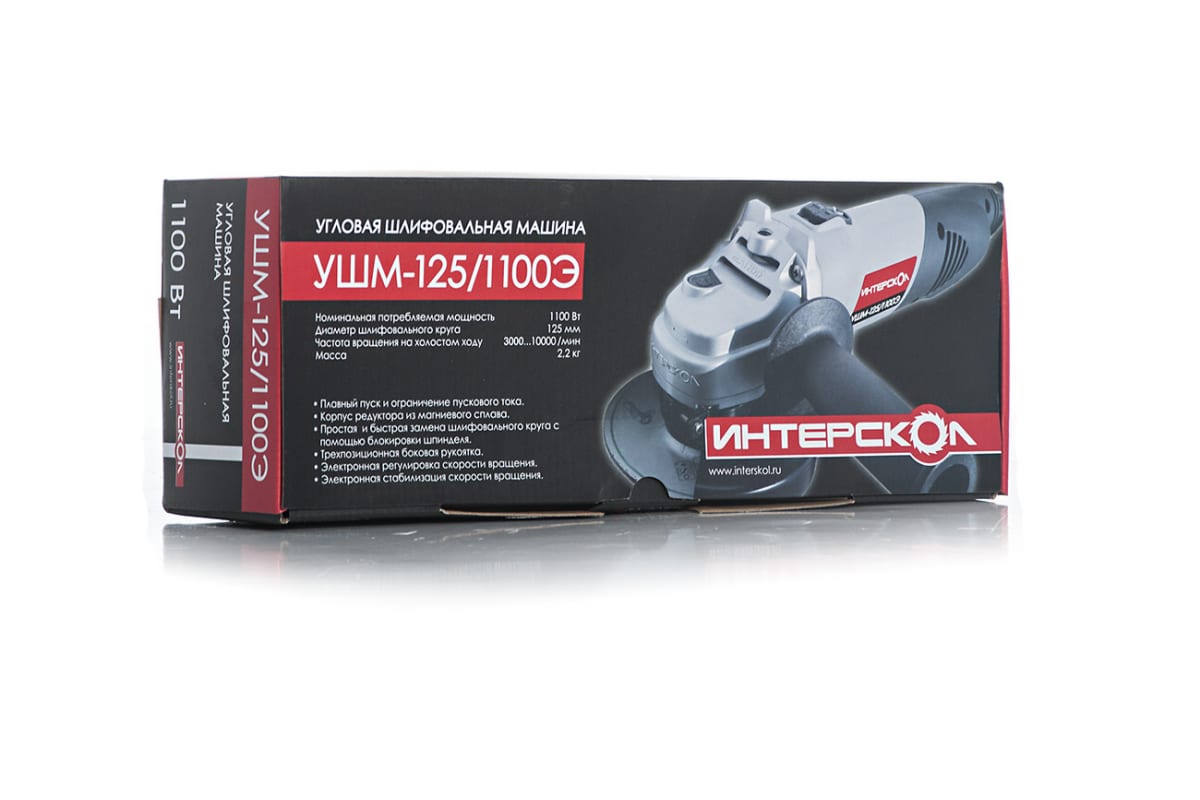 1100 Вт
УГЛОВАЯ ШЛИФОВАЛЬНАЯ
МАШИНА
УШМ-125/1100Э
ИНТЕРСКОЛ
УГЛОВАЯ ШЛИФОВАЛЬНАЯ МАШИНА
УШМ-125/1100Э
Номинальная потребляемая мощность 1100 Вт
Диаметр шлифовального круга 125 мм
Частота вращения на холостом ходу 3000...10000/мин
Масса 2,2 кг
• Плавный пуск и ограничение пускового тока.
• Корпус редуктора из магниевого сплава.
• Простая и быстрая замена шлифовального круга с
помощью блокировки шпинделя.
• Трехпозиционная боковая рукоятка.
• Электронная регулировка скорости вращения.
• Электронная стабилизация скорости вращения.
ИНТЕРСКОЛ
УШМ-125/1100Э
ИНТЕРСКОЛ
ИНТЕРСКОЛ
www.interskol.ru